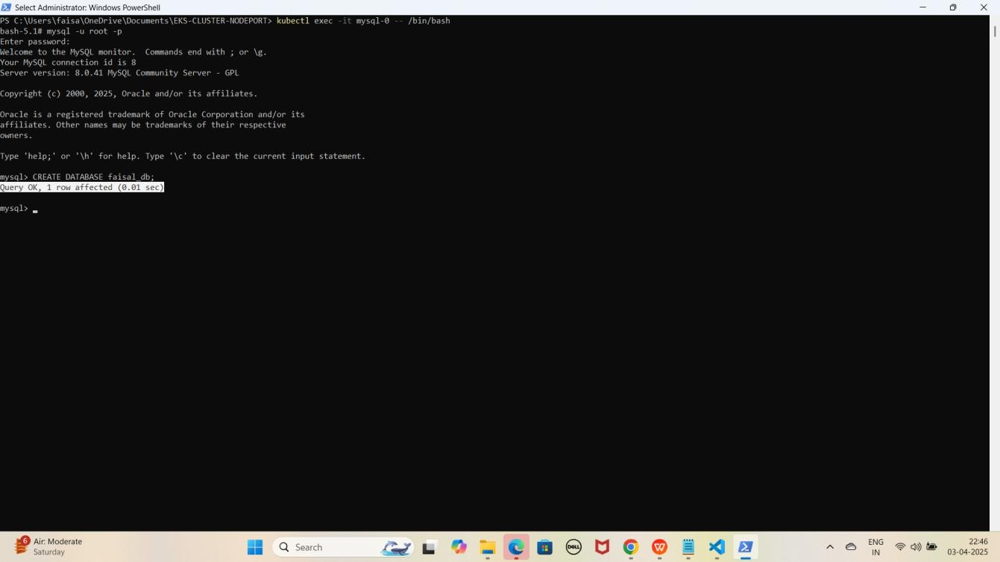 Select Administrator: Windows PowerShell
PS C:\Users\faisa\OneDrive\Documents\EKS-CLUSTER-NODEPORT> kubectl exec -it mysql-0 -- /bin/bash
bash-5.1# mysql -u root -p
Enter password:
Welcome to the MySQL monitor.  Commands end with ; or \g.
Your MySQL connection id is 8
Server version: 8.0.41 MySQL Community Server - GPL
Copyright (c) 2000, 2025, Oracle and/or its affiliates.
Oracle is a registered trademark of Oracle Corporation and/or its
affiliates. Other names may be trademarks of their respective
owners.
Type 'help;' or '\h' for help. Type '\c' to clear the current input statement.
mysql> CREATE DATABASE faisal_db;
Query OK, 1 row affected (0.01 sec)
mysql>
6
Air: Moderate
Saturday
Search
DELL
ENG
IN
22:46
03-04-2025